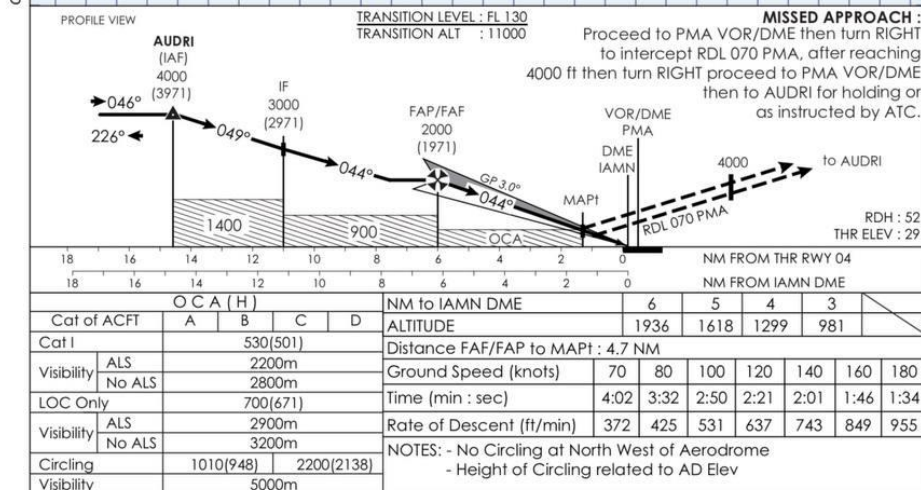 PROFILE VIEW
TRANSITION LEVEL : FL 130
TRANSITION ALT : 11000
MISSED APPROACH :
Proceed to PMA VOR/DME then turn RIGHT
to intercept RDL 070 PMA, after reaching
4000 ft then turn RIGHT proceed to PMA VOR/DME
then to AUDRI for holding or
as instructed by ATC.
AUDRI
(IAF)
4000
(3971)
046°
226°
049°
IF
3000
(2971)
044°
FAP/FAF
2000
(1971)
GP 3.0°
044°
MAPt
VOR/DME
PMA
DME
IAMN
4000
to AUDRI
RDL 070 PMA
RDH : 52
THR ELEV : 29
1400
900
OCA
18 16 14 12 10 8 6 4 2 0 NM FROM THR RWY 04
18 16 14 12 10 8 6 4 2 0 NM FROM IAMN DME
O C A ( H )
Cat of ACFT A B C D
Cat I 530(501)
Visibility ALS 2200m
No ALS 2800m
LOC Only 700(671)
Visibility ALS 2900m
No ALS 3200m
Circling 1010(948) 2200(2138)
Visibility 5000m
NM to IAMN DME 6 5 4 3
ALTITUDE 1936 1618 1299 981
Distance FAF/FAP to MAPt : 4.7 NM
Ground Speed (knots) 70 80 100 120 140 160 180
Time (min : sec) 4:02 3:32 2:50 2:21 2:01 1:46 1:34
Rate of Descent (ft/min) 372 425 531 637 743 849 955
NOTES: - No Circling at North West of Aerodrome
- Height of Circling related to AD Elev